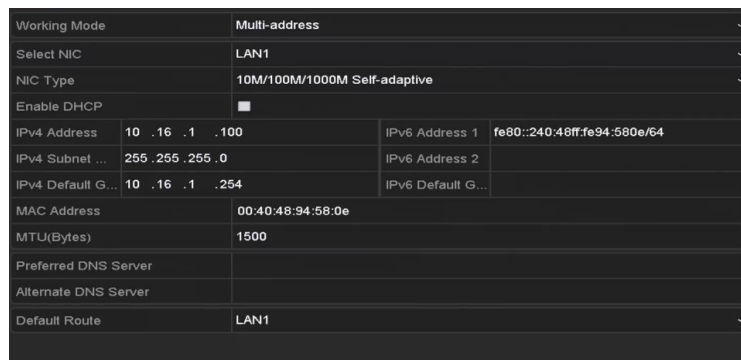 Working Mode Multi-address
Select NIC LAN1
NIC Type 10M/100M/1000M Self-adaptive
Enable DHCP
IPv4 Address 10 .16 .1 .100 IPv6 Address 1 fe80::240:48ff:fe94:580e/64
IPv4 Subnet ... 255.255.255.0 IPv6 Address 2
IPv4 Default G... 10 .16 .1 .254 IPv6 Default G...
MAC Address 00:40:48:94:58:0e
MTU(Bytes) 1500
Preferred DNS Server
Alternate DNS Server
Default Route LAN1